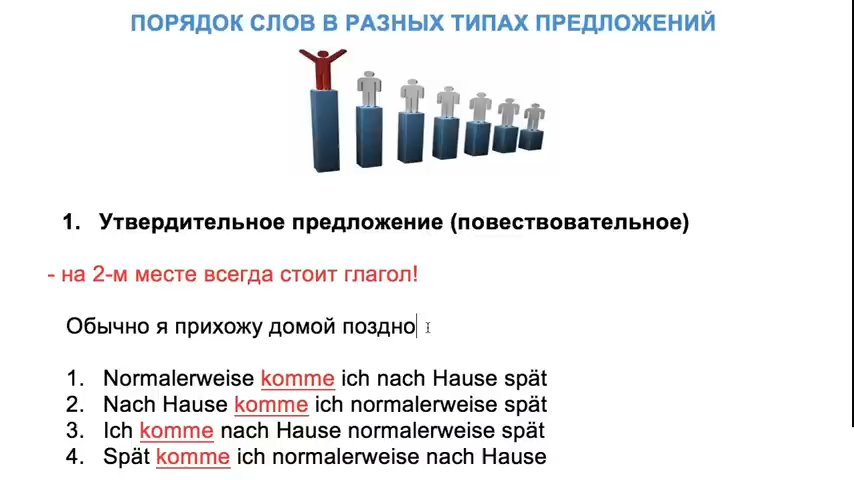 ПОРЯДОК СЛОВ В РАЗНЫХ ТИПАХ ПРЕДЛОЖЕНИЙ
1. Утвердительное предложение (повествовательное)
- на 2-м месте всегда стоит глагол!
Обычно я прихожу домой поздно
1. Normalerweise komme ich nach Hause spät
2. Nach Hause komme ich normalerweise spät
3. Ich komme nach Hause normalerweise spät
4. Spät komme ich normalerweise nach Hause